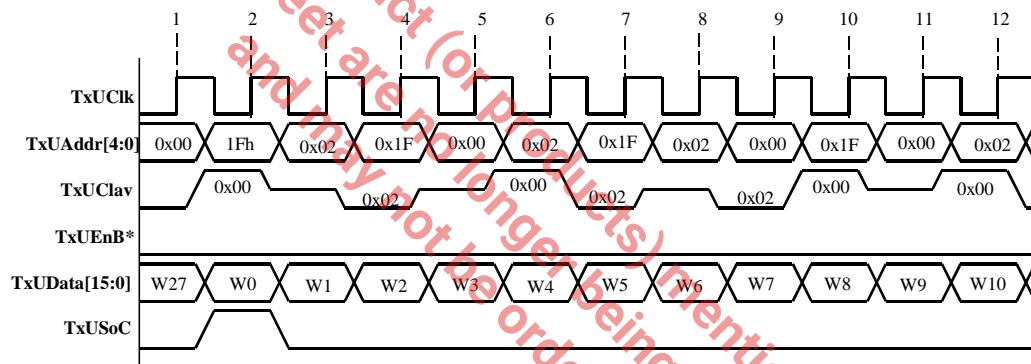 1 2 3 4 5 6 7 8 9 10 11 12
TxUClk
TxUAddr[4:0] 0x00 1Fh 0x02 0x1F 0x00 0x02 0x1F 0x02 0x00 0x1F 0x00 0x02
TxUClav 0x00 0x02 0x00 0x02 0x02 0x00 0x00
TxUEnB*
TxUData[15:0] W27 W0 W1 W2 W3 W4 W5 W6 W7 W8 W9 W10
TxUSoC
ct (or products) mentio
eet are no longer being
and may not be orde